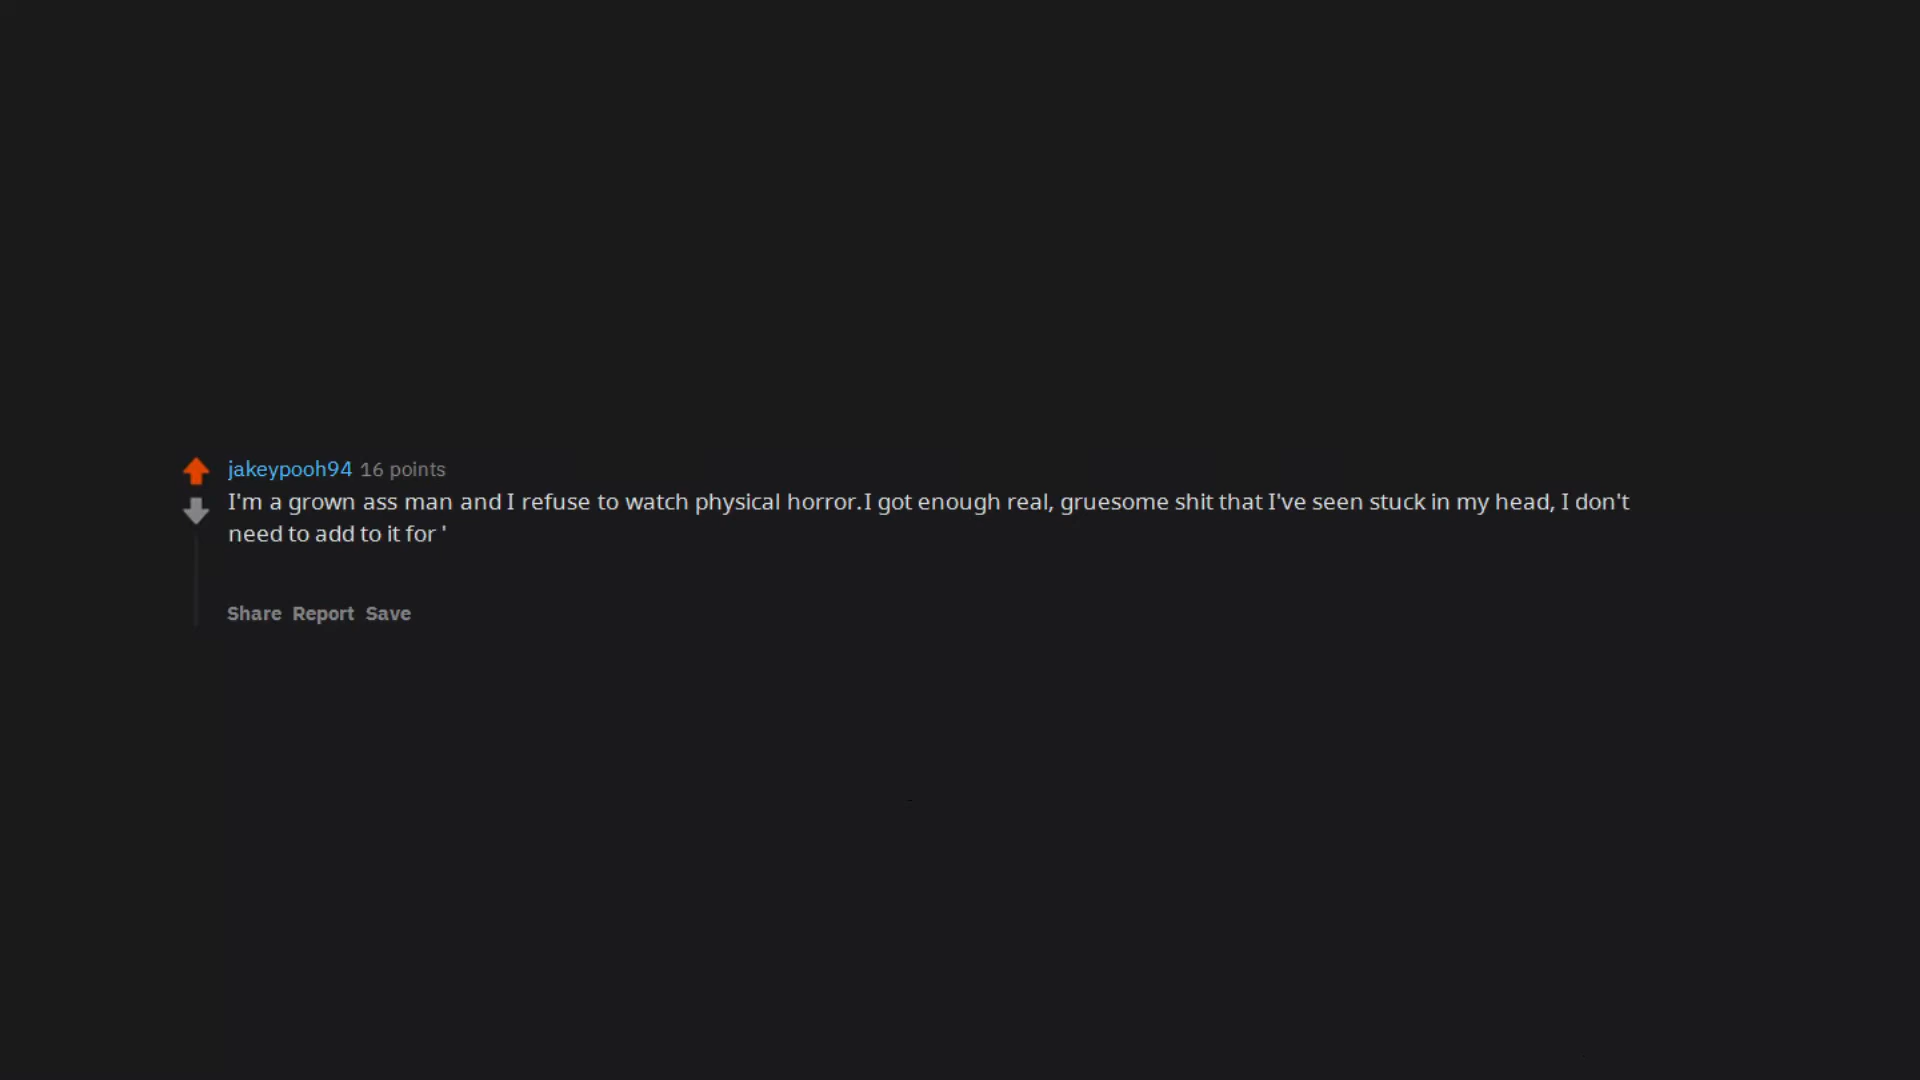 jakeypooh94 16 points
I'm a grown ass man and I refuse to watch physical horror.I got enough real, gruesome shit that I've seen stuck in my head, I don't
need to add to it for '
Share Report Save